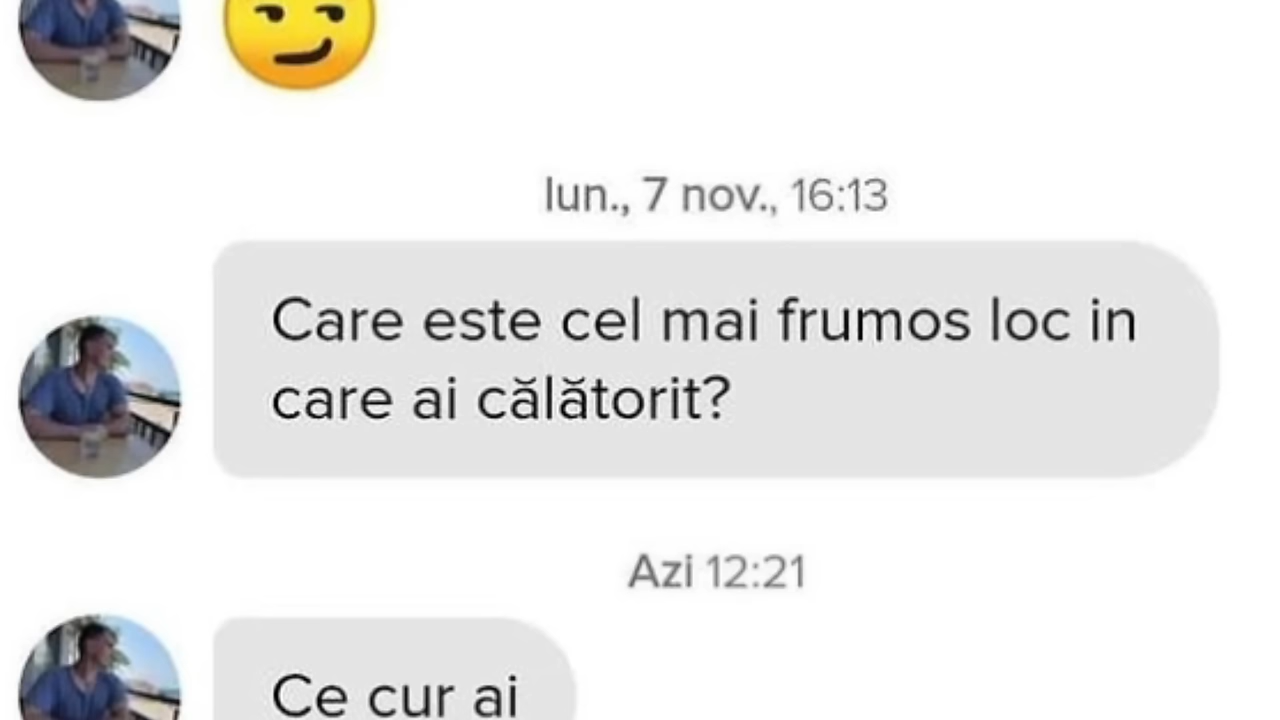 lun., 7 nov., 16:13
Care este cel mai frumos loc in
care ai călătorit?
Azi 12:21
Ce cur ai